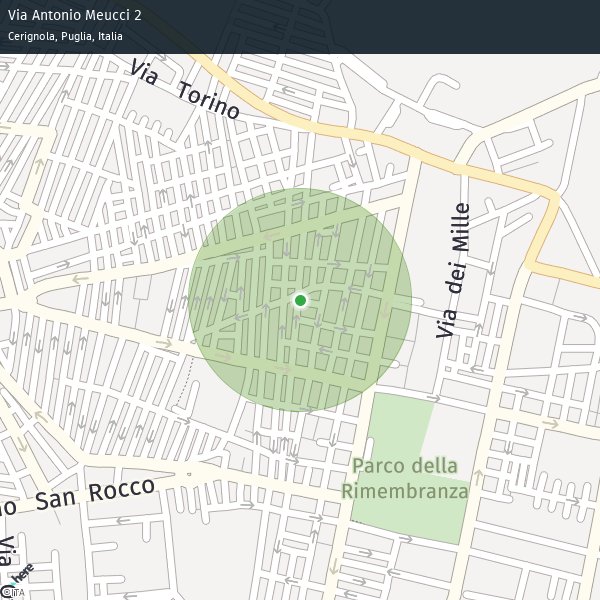 Via Antonio Meucci 2
Cerignola, Puglia, Italia
Via Torino
Via dei Mille
Parco della
Rimembranza
San Rocco
Via
here